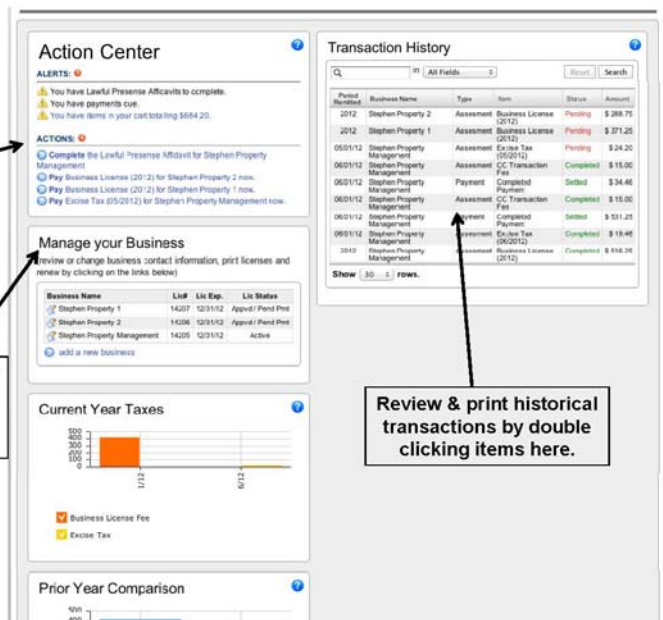 Action Center
ALERTS:
You have Lawful Presense Affidavits to complete.
You have payments due.
You have items in your cart totaling $684.20.
ACTIONS:
Complete the Lawful Presense Affidavit for Stephen Property
Management
Pay Business License (2012) for Stephen Property 2 now.
Pay Business License (2012) for Stephen Property 1 now.
Pay Excise Tax (05/2012) for Stephen Property Management now.
Manage your Business
review or change business contact information, print licenses and
renew by clicking on the links below)
Business Name Lic# Lic Exp. Lic Status
Stephen Property 1 14207 12/31/12 Appvd / Pend Pmt
Stephen Property 2 14206 12/31/12 Appvd / Pend Pmt
Stephen Property Management 14205 12/31/12 Active
add a new business
Current Year Taxes
500
400
300
200
100
0
1/12
6/12
Business License Fee
Excise Tax
Prior Year Comparison
500
400
Transaction History
in All Fields Reset Search
Period
Remitted Business Name Type Item Status Amount
2012 Stephen Property 2 Assesment Business License
(2012) Pending $ 288.75
2012 Stephen Property 1 Assesment Business License
(2012) Pending $ 371.25
05/01/12 Stephen Property
Management Assesment Excise Tax
(05/2012) Pending $ 24.20
06/01/12 Stephen Property
Management Assesment CC Transaction
Fee Completed $ 15.00
06/01/12 Stephen Property
Management Payment Completed
Payment Settled $ 34.46
06/01/12 Stephen Property
Management Assesment CC Transaction
Fee Completed $ 15.00
06/01/12 Stephen Property
Management Payment Completed
Payment Settled $ 531.25
06/01/12 Stephen Property
Management Assesment Excise Tax
(06/2012) Completed $ 19.46
2012 Stephen Property
Management Assesment Business License
(2012) Completed $ 516.25
Show 30 rows.
Review & print historical
transactions by double
clicking items here.